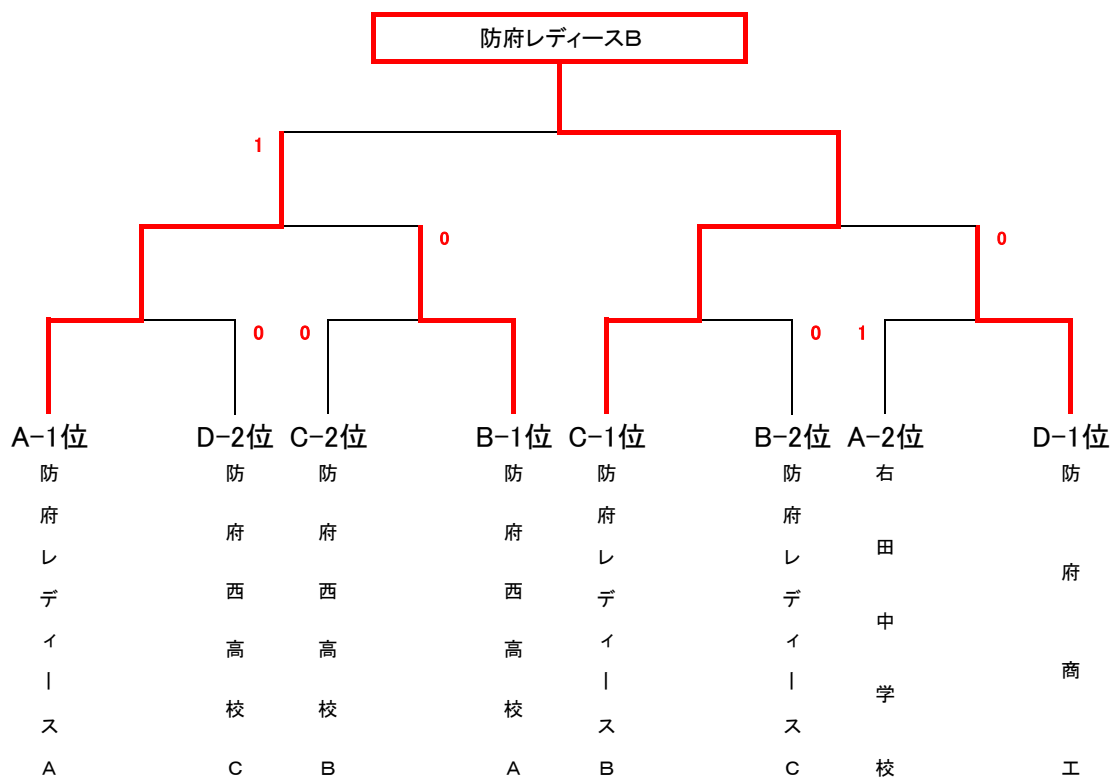 防府レディースB
1
0
0
0
0
0
1
A-1位
D-2位
C-2位
B-1位
C-1位
B-2位
A-2位
D-1位
防府レディースA
防府西高校C
防府西高校B
防府西高校A
防府レディースB
防府レディースC
右田中学校
防府商工